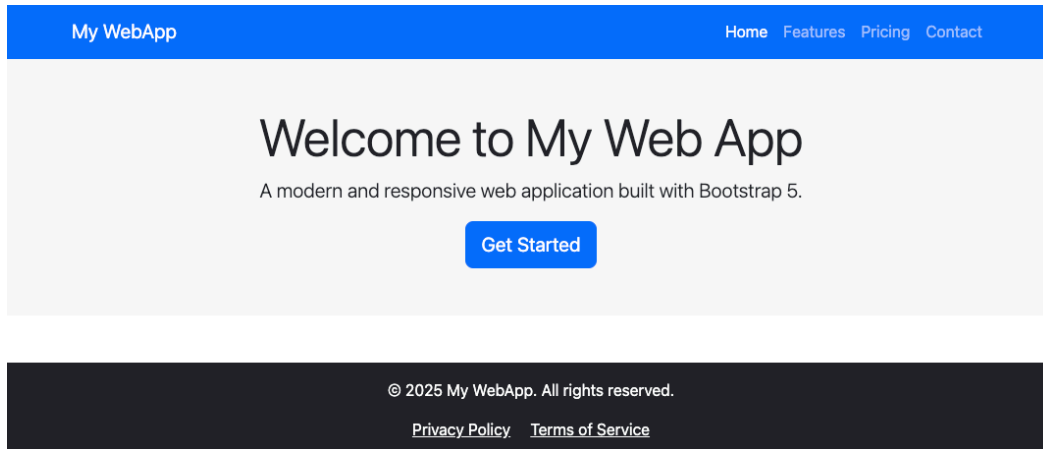 My WebApp Home Features Pricing Contact
Welcome to My Web App
A modern and responsive web application built with Bootstrap 5.
Get Started
© 2025 My WebApp. All rights reserved.
Privacy Policy Terms of Service